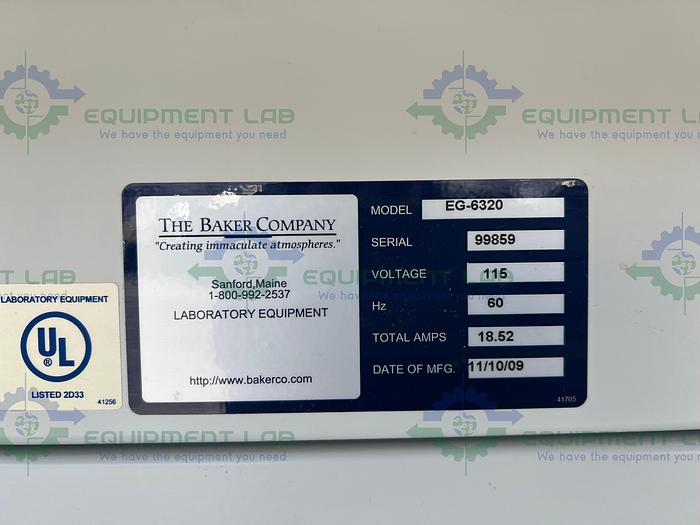 EQUIPMENT LAB
We have the equipment you need
EQUIPMENT LAB
We have the equipment you need
THE BAKER COMPANY
"Creating immaculate atmospheres."
Sanford,Maine
1-800-992-2537
LABORATORY EQUIPMENT
http://www.bakerco.com
MODEL EG-6320
SERIAL 99859
VOLTAGE 115
Hz 60
TOTAL AMPS 18.52
DATE OF MFG. 11/10/09
41705
LABORATORY EQUIPMENT
UL
®
LISTED 2D33
41256
EQUIPMENT LAB
We have the equipment you need
EQUIPMENT LAB
We have the equipment you need